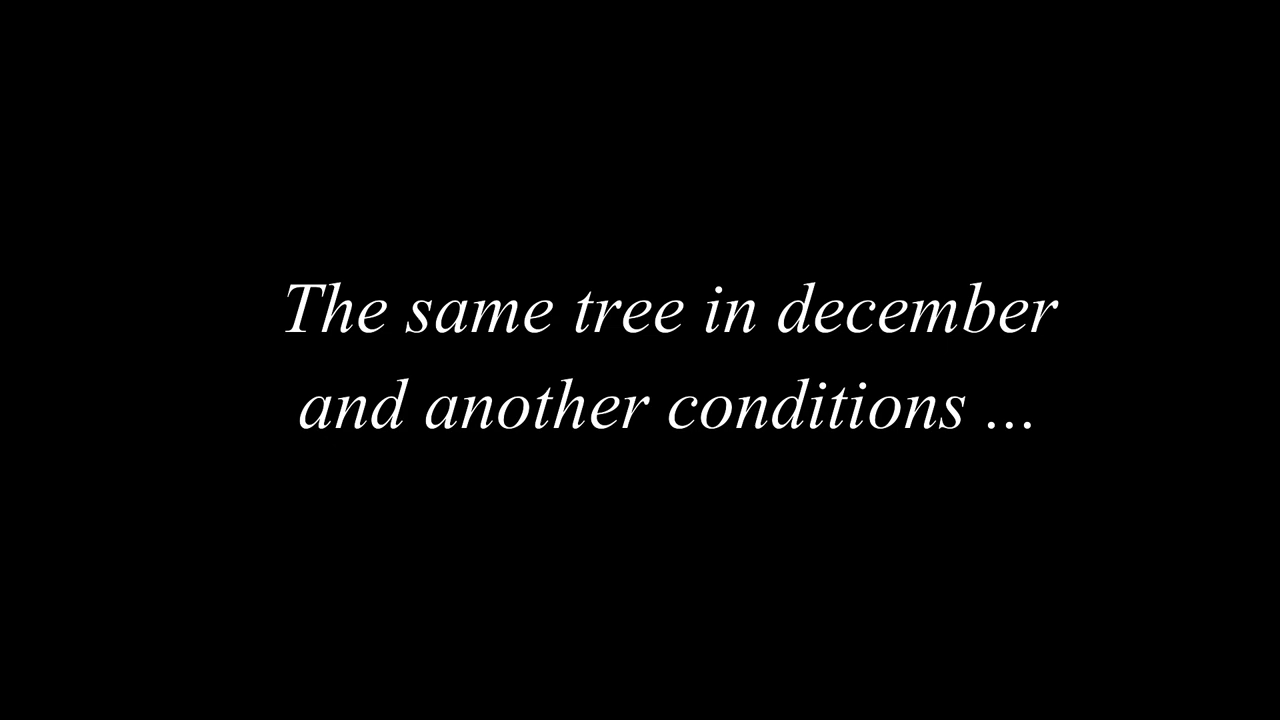 The same tree in december
and another conditions ...